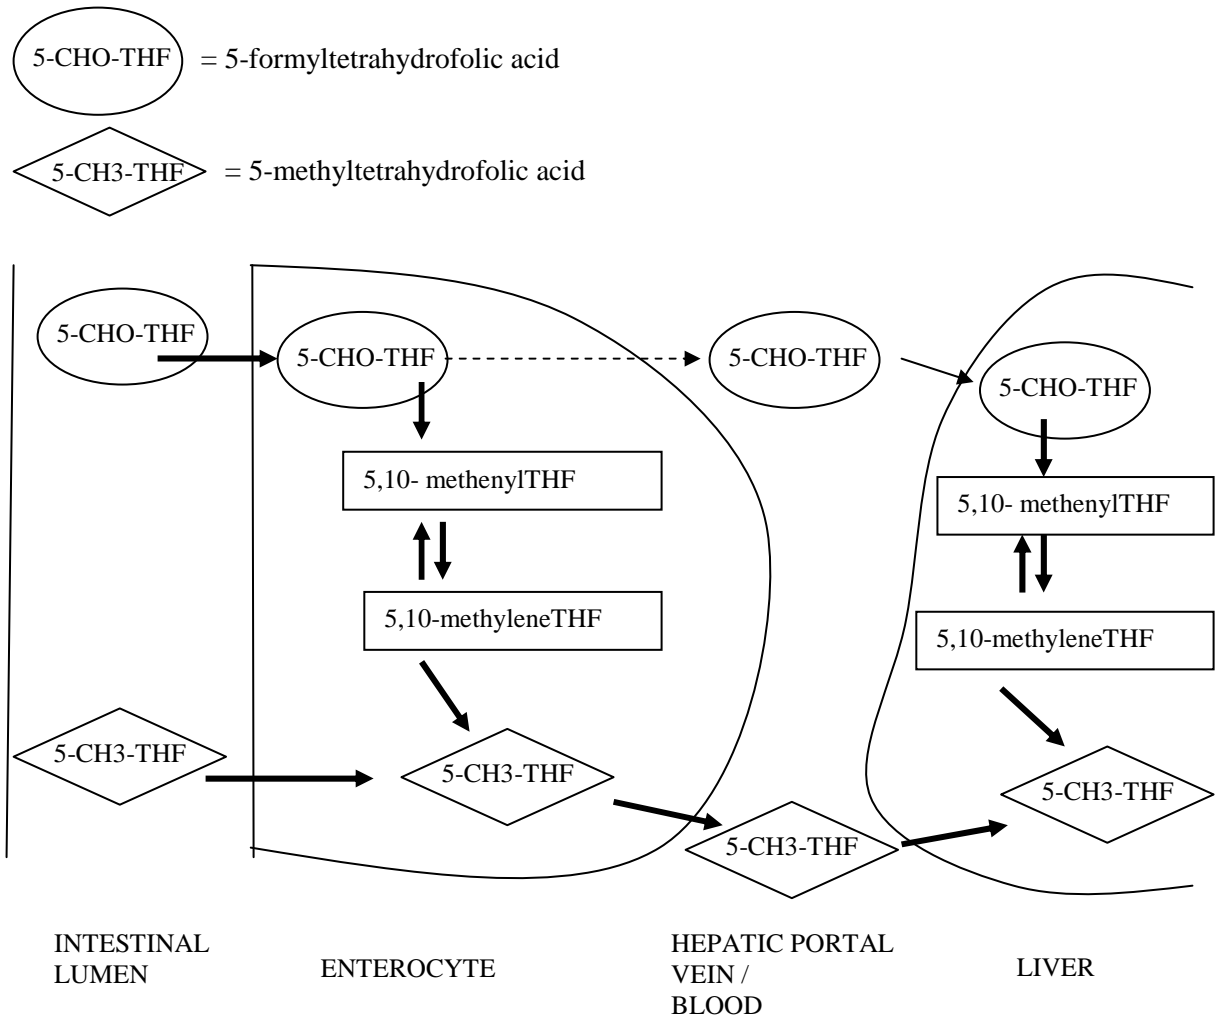 5-CHO-THF = 5-formyltetrahydrofolic acid
5-CH3-THF = 5-methyltetrahydrofolic acid
5-CHO-THF
5-CHO-THF
5-CHO-THF
5-CHO-THF
5,10- methenylTHF
5,10- methenylTHF
5,10-methyleneTHF
5,10-methyleneTHF
5-CH3-THF
5-CH3-THF
5-CH3-THF
5-CH3-THF
INTESTINAL
LUMEN
ENTEROCYTE
HEPATIC PORTAL
VEIN /
BLOOD
LIVER